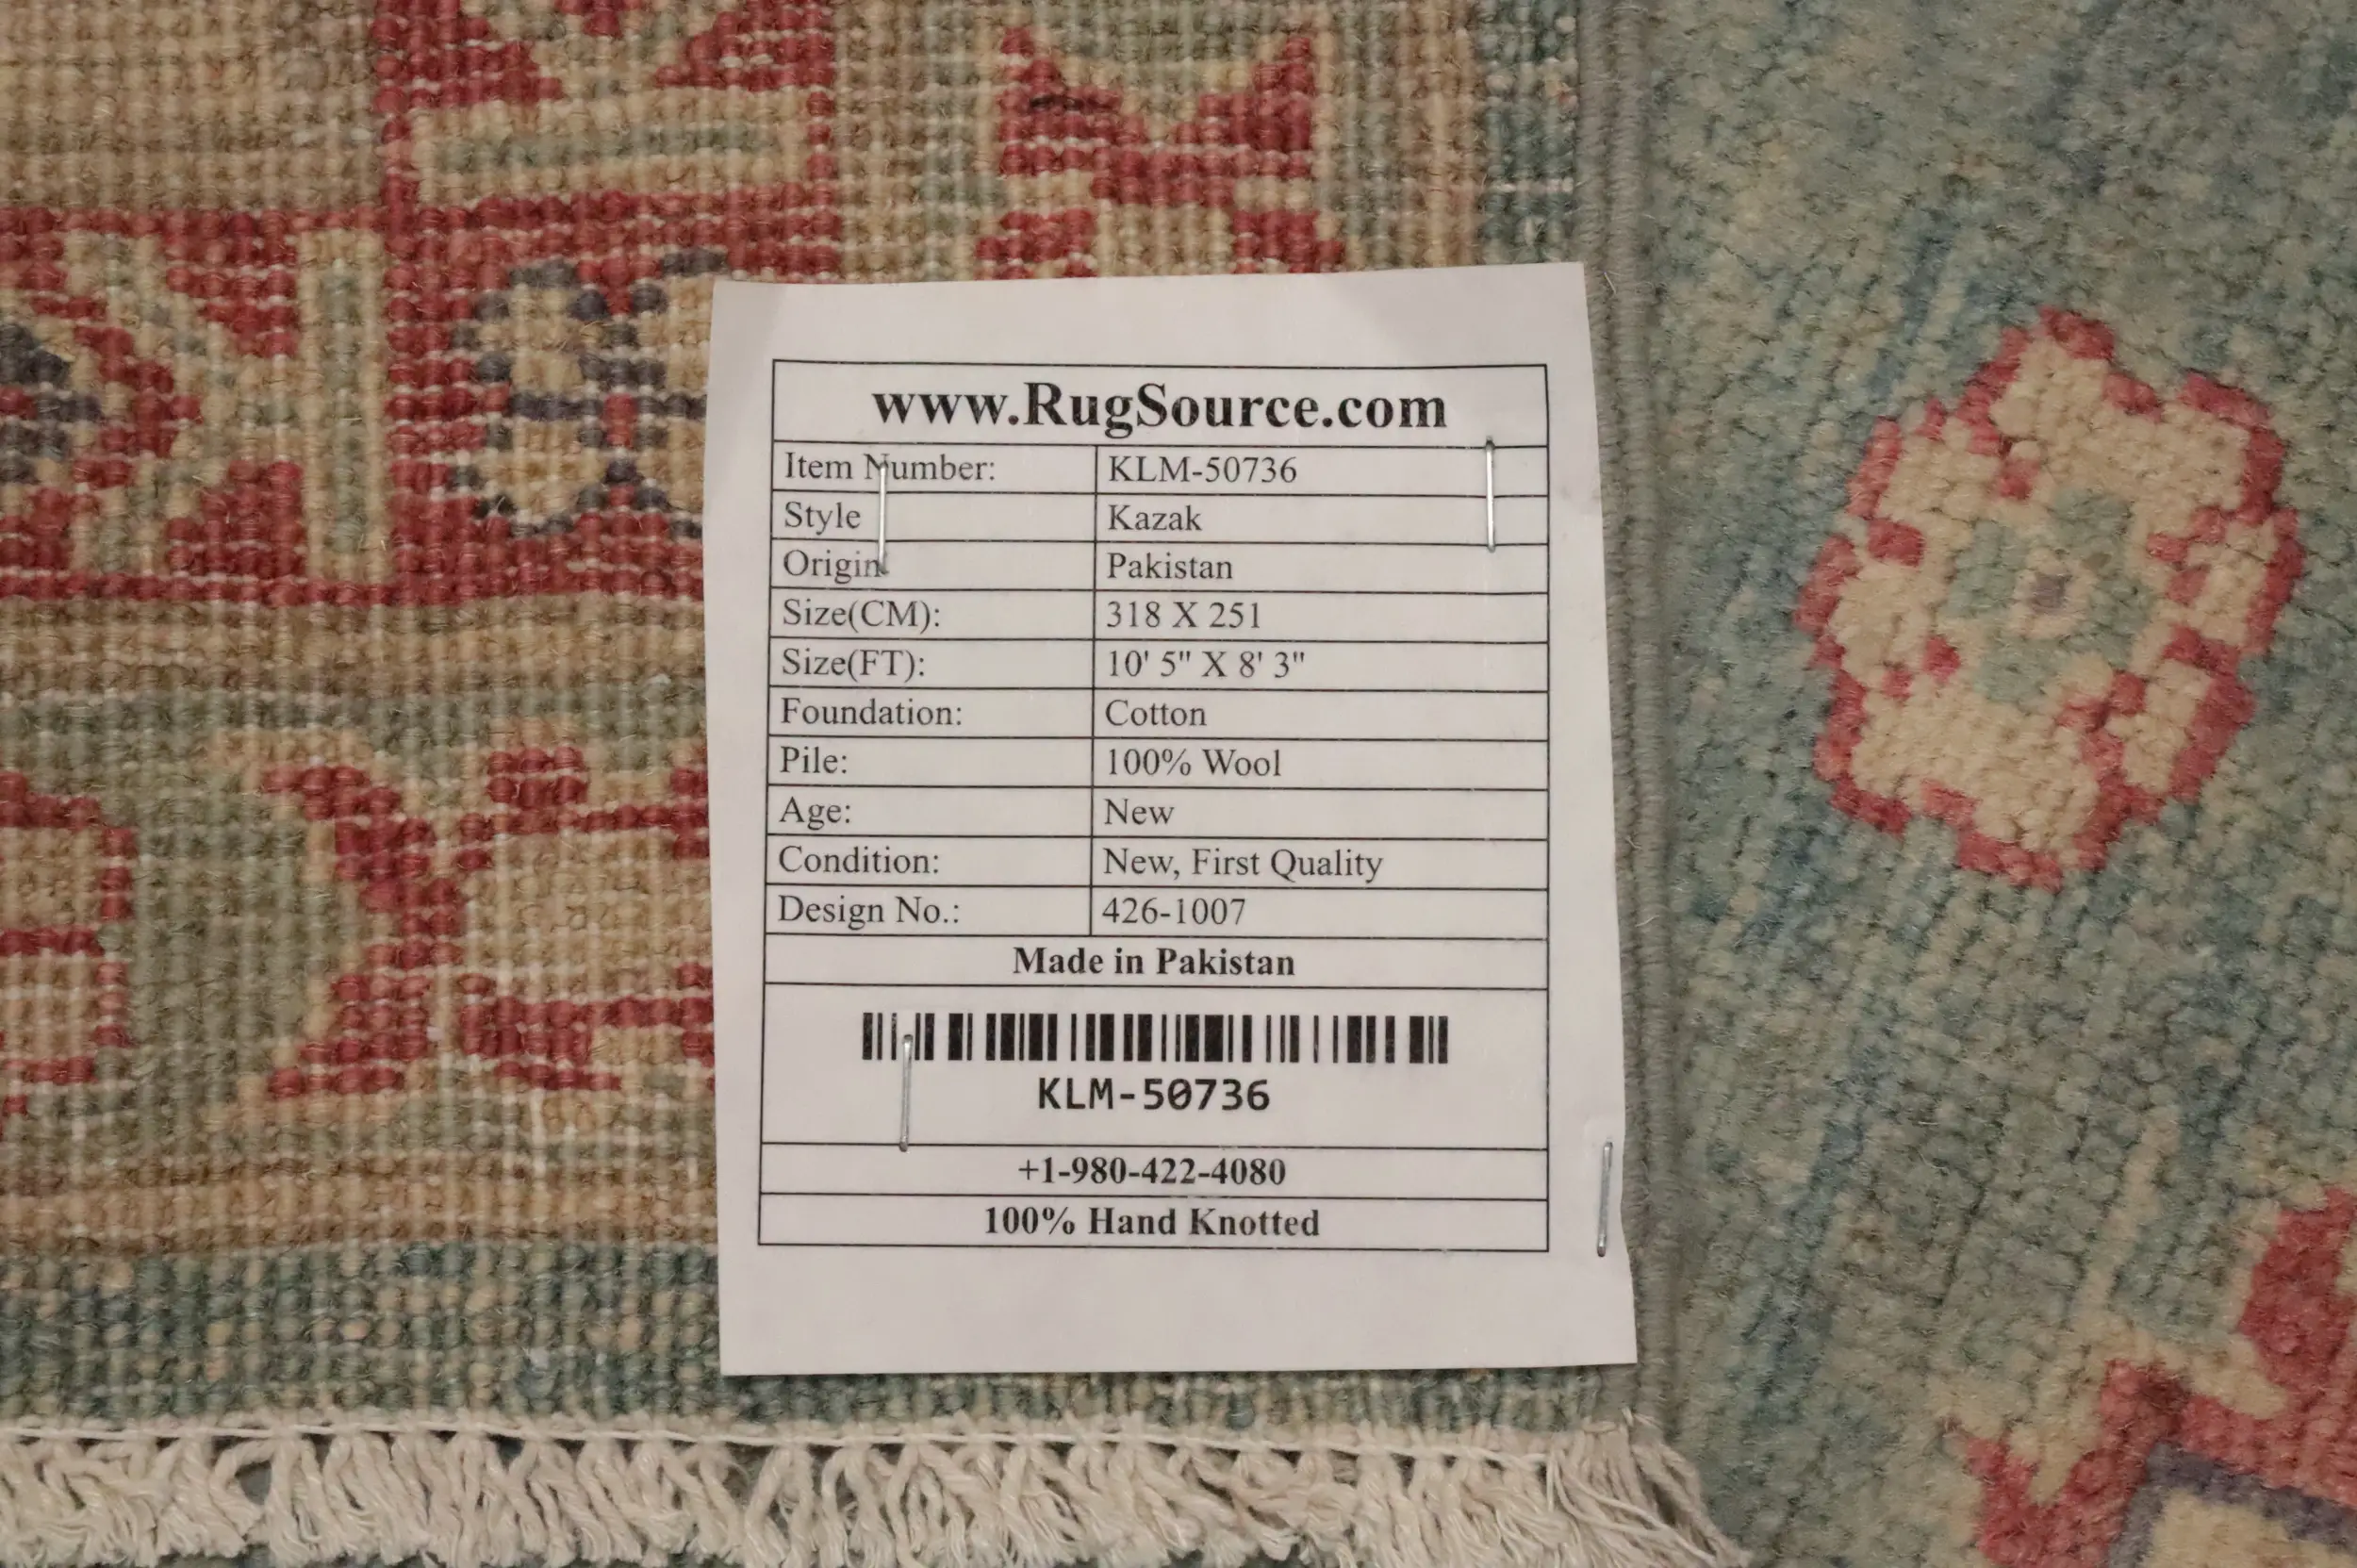 www.RugSource.com
Item Number: KLM-50736
Style Kazak
Origin Pakistan
Size(CM): 318 X 251
Size(FT): 10' 5" X 8' 3"
Foundation: Cotton
Pile: 100% Wool
Age: New
Condition: New, First Quality
Design No.: 426-1007
Made in Pakistan
KLM-50736
+1-980-422-4080
100% Hand Knotted